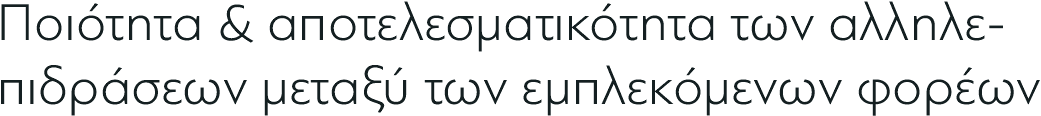 Ποιότητα & αποτελεσματικότητα των αλληλε-
πιδράσεων μεταξύ των εμπλεκόμενων φορέων